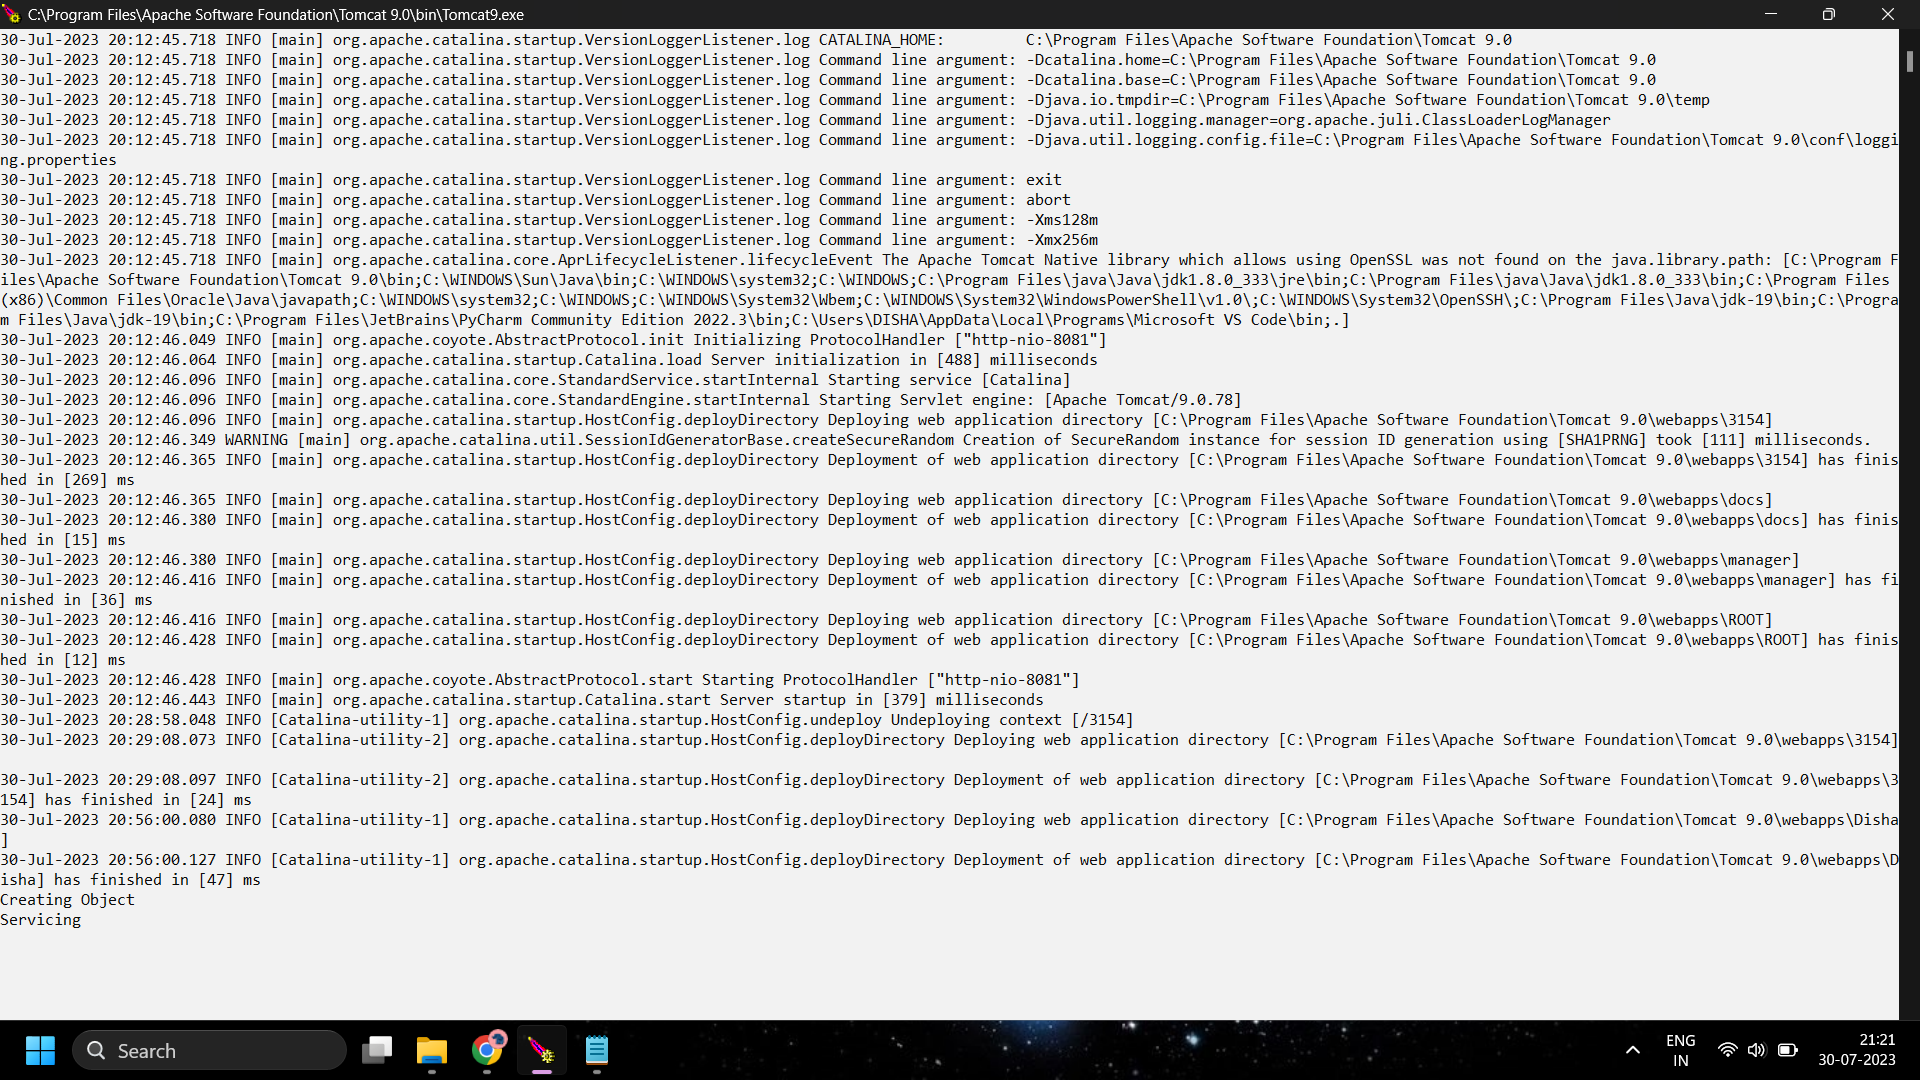 C:\Program Files\Apache Software Foundation\Tomcat 9.0\bin\Tomcat9.exe
30-Jul-2023 20:12:45.718 INFO [main] org.apache.catalina.startup.VersionLoggerListener.log CATALINA_HOME:         C:\Program Files\Apache Software Foundation\Tomcat 9.0
30-Jul-2023 20:12:45.718 INFO [main] org.apache.catalina.startup.VersionLoggerListener.log Command line argument: -Dcatalina.home=C:\Program Files\Apache Software Foundation\Tomcat 9.0
30-Jul-2023 20:12:45.718 INFO [main] org.apache.catalina.startup.VersionLoggerListener.log Command line argument: -Dcatalina.base=C:\Program Files\Apache Software Foundation\Tomcat 9.0
30-Jul-2023 20:12:45.718 INFO [main] org.apache.catalina.startup.VersionLoggerListener.log Command line argument: -Djava.io.tmpdir=C:\Program Files\Apache Software Foundation\Tomcat 9.0\temp
30-Jul-2023 20:12:45.718 INFO [main] org.apache.catalina.startup.VersionLoggerListener.log Command line argument: -Djava.util.logging.manager=org.apache.juli.ClassLoaderLogManager
30-Jul-2023 20:12:45.718 INFO [main] org.apache.catalina.startup.VersionLoggerListener.log Command line argument: -Djava.util.logging.config.file=C:\Program Files\Apache Software Foundation\Tomcat 9.0\conf\loggi
ng.properties
30-Jul-2023 20:12:45.718 INFO [main] org.apache.catalina.startup.VersionLoggerListener.log Command line argument: exit
30-Jul-2023 20:12:45.718 INFO [main] org.apache.catalina.startup.VersionLoggerListener.log Command line argument: abort
30-Jul-2023 20:12:45.718 INFO [main] org.apache.catalina.startup.VersionLoggerListener.log Command line argument: -Xms128m
30-Jul-2023 20:12:45.718 INFO [main] org.apache.catalina.startup.VersionLoggerListener.log Command line argument: -Xmx256m
30-Jul-2023 20:12:45.718 INFO [main] org.apache.catalina.core.AprLifecycleListener.lifecycleEvent The Apache Tomcat Native library which allows using OpenSSL was not found on the java.library.path: [C:\Program F
iles\Apache Software Foundation\Tomcat 9.0\bin;C:\WINDOWS\Sun\Java\bin;C:\WINDOWS\system32;C:\WINDOWS;C:\Program Files\java\Java\jdk1.8.0_333\jre\bin;C:\Program Files\java\Java\jdk1.8.0_333\bin;C:\Program Files
(x86)\Common Files\Oracle\Java\javapath;C:\WINDOWS\system32;C:\WINDOWS;C:\WINDOWS\System32\Wbem;C:\WINDOWS\System32\WindowsPowerShell\v1.0\;C:\WINDOWS\System32\OpenSSH\;C:\Program Files\Java\jdk-19\bin;C:\Progra
m Files\Java\jdk-19\bin;C:\Program Files\JetBrains\PyCharm Community Edition 2022.3\bin;C:\Users\DISHA\AppData\Local\Programs\Microsoft VS Code\bin;.]
30-Jul-2023 20:12:46.049 INFO [main] org.apache.coyote.AbstractProtocol.init Initializing ProtocolHandler ["http-nio-8081"]
30-Jul-2023 20:12:46.064 INFO [main] org.apache.catalina.startup.Catalina.load Server initialization in [488] milliseconds
30-Jul-2023 20:12:46.096 INFO [main] org.apache.catalina.core.StandardService.startInternal Starting service [Catalina]
30-Jul-2023 20:12:46.096 INFO [main] org.apache.catalina.core.StandardEngine.startInternal Starting Servlet engine: [Apache Tomcat/9.0.78]
30-Jul-2023 20:12:46.096 INFO [main] org.apache.catalina.startup.HostConfig.deployDirectory Deploying web application directory [C:\Program Files\Apache Software Foundation\Tomcat 9.0\webapps\3154]
30-Jul-2023 20:12:46.349 WARNING [main] org.apache.catalina.util.SessionIdGeneratorBase.createSecureRandom Creation of SecureRandom instance for session ID generation using [SHA1PRNG] took [111] milliseconds.
30-Jul-2023 20:12:46.365 INFO [main] org.apache.catalina.startup.HostConfig.deployDirectory Deployment of web application directory [C:\Program Files\Apache Software Foundation\Tomcat 9.0\webapps\3154] has finis
hed in [269] ms
30-Jul-2023 20:12:46.365 INFO [main] org.apache.catalina.startup.HostConfig.deployDirectory Deploying web application directory [C:\Program Files\Apache Software Foundation\Tomcat 9.0\webapps\docs]
30-Jul-2023 20:12:46.380 INFO [main] org.apache.catalina.startup.HostConfig.deployDirectory Deployment of web application directory [C:\Program Files\Apache Software Foundation\Tomcat 9.0\webapps\docs] has finis
hed in [15] ms
30-Jul-2023 20:12:46.380 INFO [main] org.apache.catalina.startup.HostConfig.deployDirectory Deploying web application directory [C:\Program Files\Apache Software Foundation\Tomcat 9.0\webapps\manager]
30-Jul-2023 20:12:46.416 INFO [main] org.apache.catalina.startup.HostConfig.deployDirectory Deployment of web application directory [C:\Program Files\Apache Software Foundation\Tomcat 9.0\webapps\manager] has fi
nished in [36] ms
30-Jul-2023 20:12:46.416 INFO [main] org.apache.catalina.startup.HostConfig.deployDirectory Deploying web application directory [C:\Program Files\Apache Software Foundation\Tomcat 9.0\webapps\ROOT]
30-Jul-2023 20:12:46.428 INFO [main] org.apache.catalina.startup.HostConfig.deployDirectory Deployment of web application directory [C:\Program Files\Apache Software Foundation\Tomcat 9.0\webapps\ROOT] has finis
hed in [12] ms
30-Jul-2023 20:12:46.428 INFO [main] org.apache.coyote.AbstractProtocol.start Starting ProtocolHandler ["http-nio-8081"]
30-Jul-2023 20:12:46.443 INFO [main] org.apache.catalina.startup.Catalina.start Server startup in [379] milliseconds
30-Jul-2023 20:28:58.048 INFO [Catalina-utility-1] org.apache.catalina.startup.HostConfig.undeploy Undeploying context [/3154]
30-Jul-2023 20:29:08.073 INFO [Catalina-utility-2] org.apache.catalina.startup.HostConfig.deployDirectory Deploying web application directory [C:\Program Files\Apache Software Foundation\Tomcat 9.0\webapps\3154]
30-Jul-2023 20:29:08.097 INFO [Catalina-utility-2] org.apache.catalina.startup.HostConfig.deployDirectory Deployment of web application directory [C:\Program Files\Apache Software Foundation\Tomcat 9.0\webapps\3
154] has finished in [24] ms
30-Jul-2023 20:56:00.080 INFO [Catalina-utility-1] org.apache.catalina.startup.HostConfig.deployDirectory Deploying web application directory [C:\Program Files\Apache Software Foundation\Tomcat 9.0\webapps\Disha
]
30-Jul-2023 20:56:00.127 INFO [Catalina-utility-1] org.apache.catalina.startup.HostConfig.deployDirectory Deployment of web application directory [C:\Program Files\Apache Software Foundation\Tomcat 9.0\webapps\D
isha] has finished in [47] ms
Creating Object
Servicing
Search
ENG
IN
21:21
30-07-2023